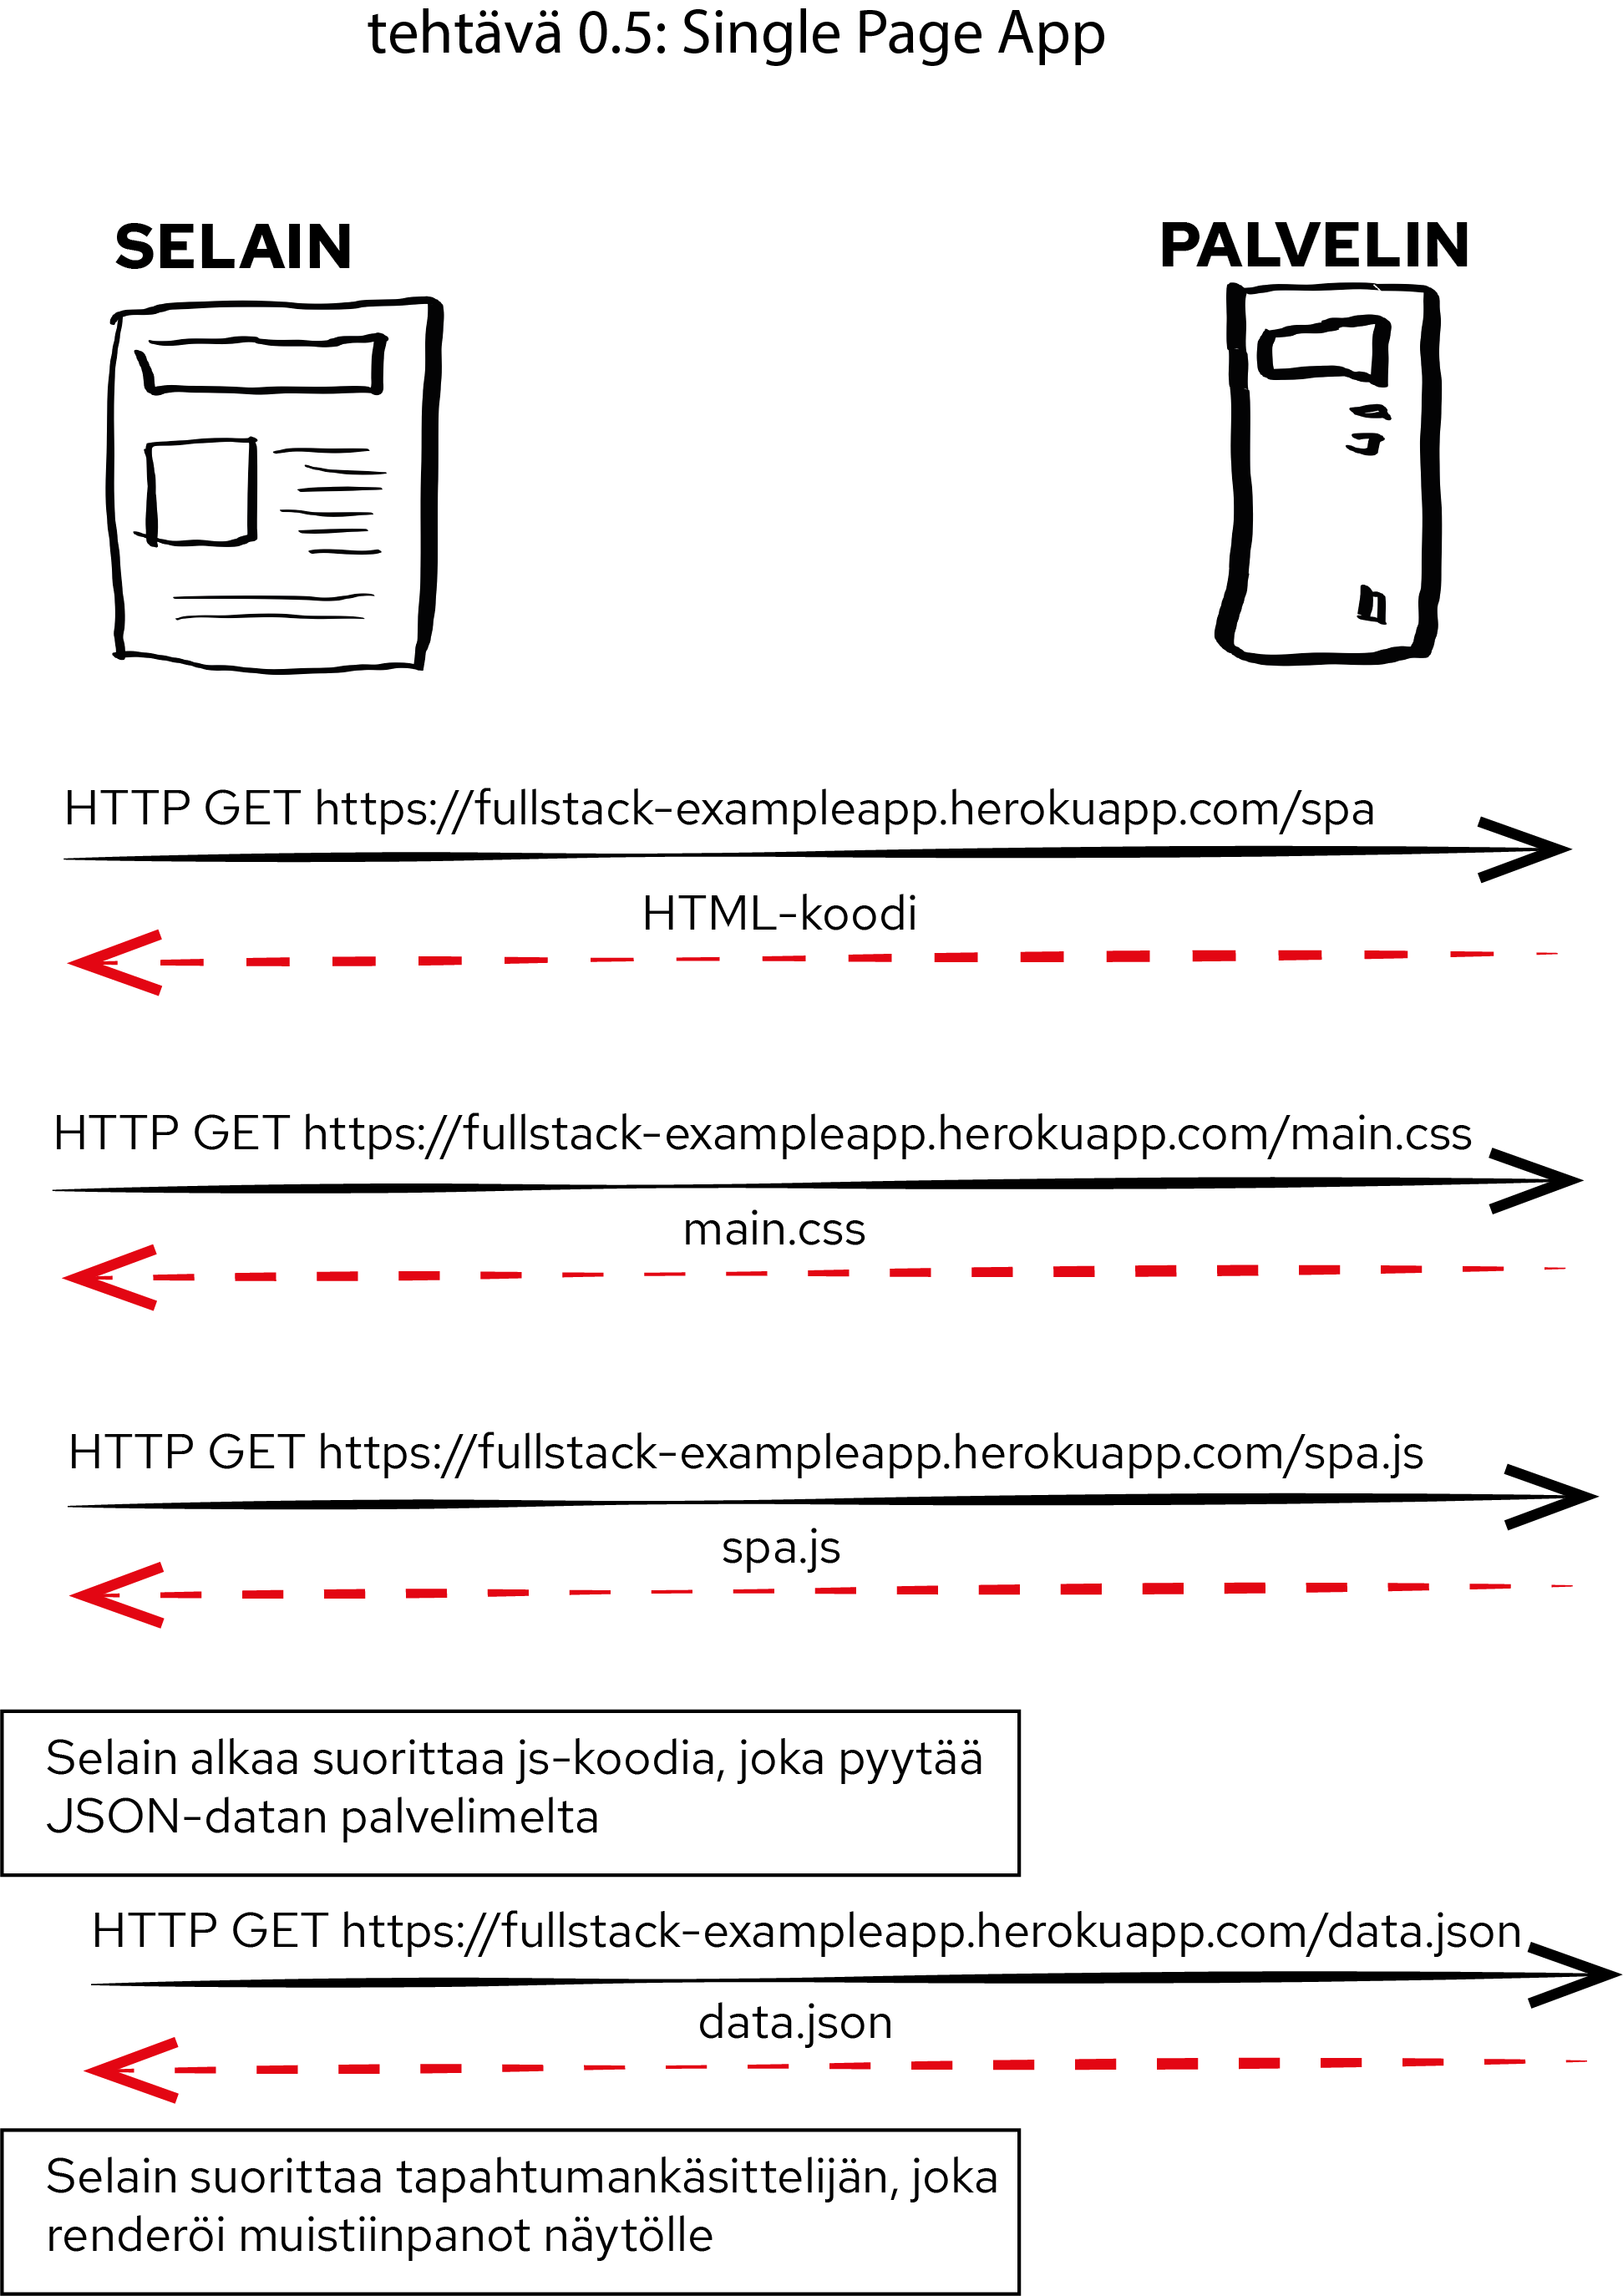 tehtävä 0.5: Single Page App
SELAIN
PALVELIN
HTTP GET https://fullstack-exampleapp.herokuapp.com/spa
HTML-koodi
HTTP GET https://fullstack-exampleapp.herokuapp.com/main.css
main.css
HTTP GET https://fullstack-exampleapp.herokuapp.com/spa.js
spa.js
Selain alkaa suorittaa js-koodia, joka pyytää
JSON-datan palvelimelta
HTTP GET https://fullstack-exampleapp.herokuapp.com/data.json
data.json
Selain suorittaa tapahtumankäsittelijän, joka
renderöi muistiinpanot näytölle